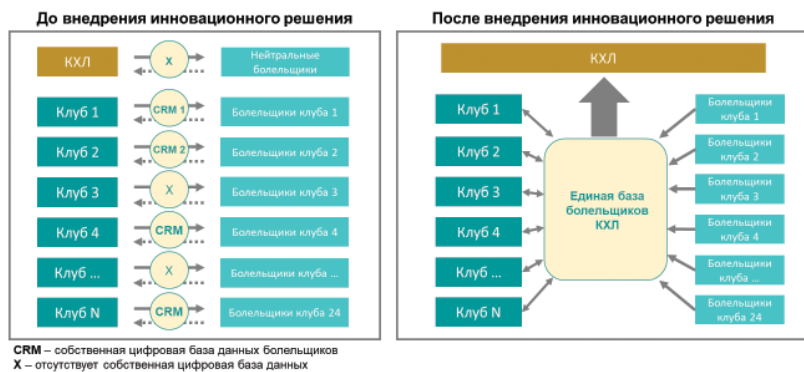 До внедрения инновационного решения
КХЛ
X
Нейтральные
болельщики
Клуб 1
CRM 1
Болельщики клуба 1
Клуб 2
CRM 2
Болельщики клуба 2
Клуб 3
X
Болельщики клуба 3
Клуб 4
CRM
Болельщики клуба 4
Клуб ...
X
Болельщики клуба ...
Клуб N
CRM
Болельщики клуба 24
CRM – собственная цифровая база данных болельщиков
X – отсутствует собственная цифровая база данных
После внедрения инновационного решения
КХЛ
Клуб 1
Клуб 2
Клуб 3
Клуб 4
Клуб ...
Клуб N
Единая база
болельщиков
КХЛ
Болельщики
клуба 1
Болельщики
клуба 2
Болельщики
клуба 3
Болельщики
клуба 4
Болельщики
клуба ...
Болельщики
клуба 24